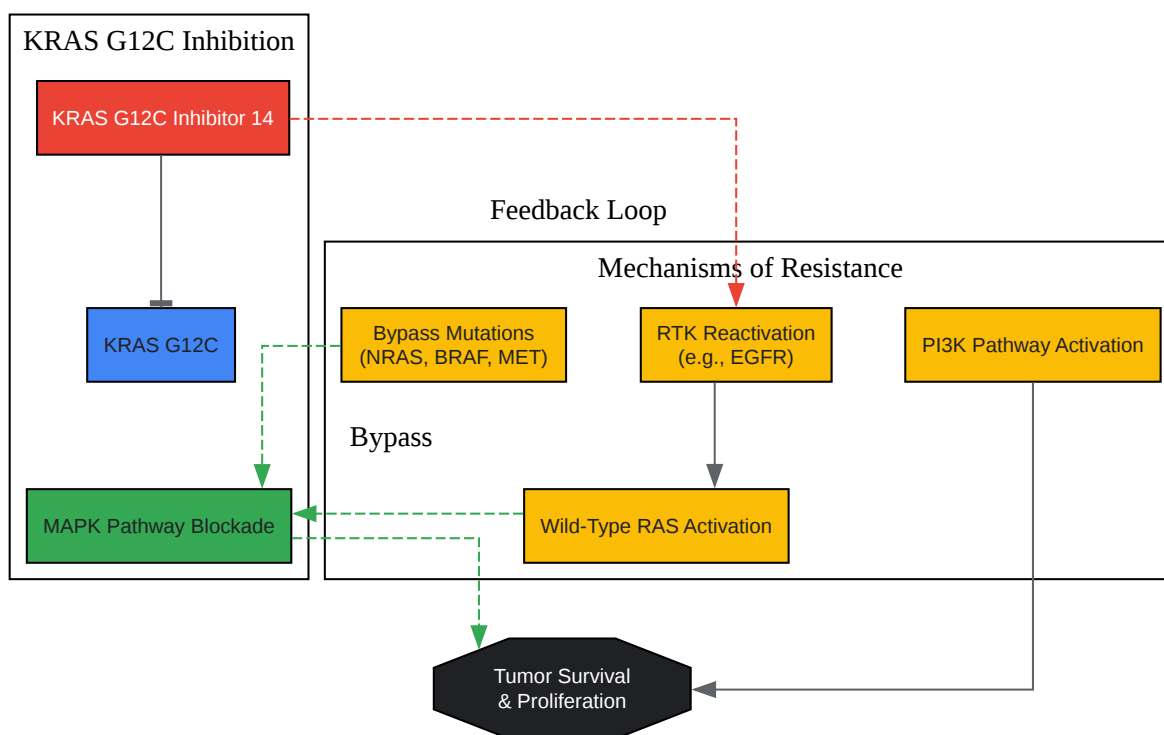 KRAS G12C Inhibition
KRAS G12C Inhibitor 14
Feedback Loop
Mechanisms of Resistance
KRAS G12C
Bypass Mutations
(NRAS, BRAF, MET)
RTK Reactivation
(e.g., EGFR)
PI3K Pathway Activation
Bypass
MAPK Pathway Blockade
Wild-Type RAS Activation
Tumor Survival
& Proliferation